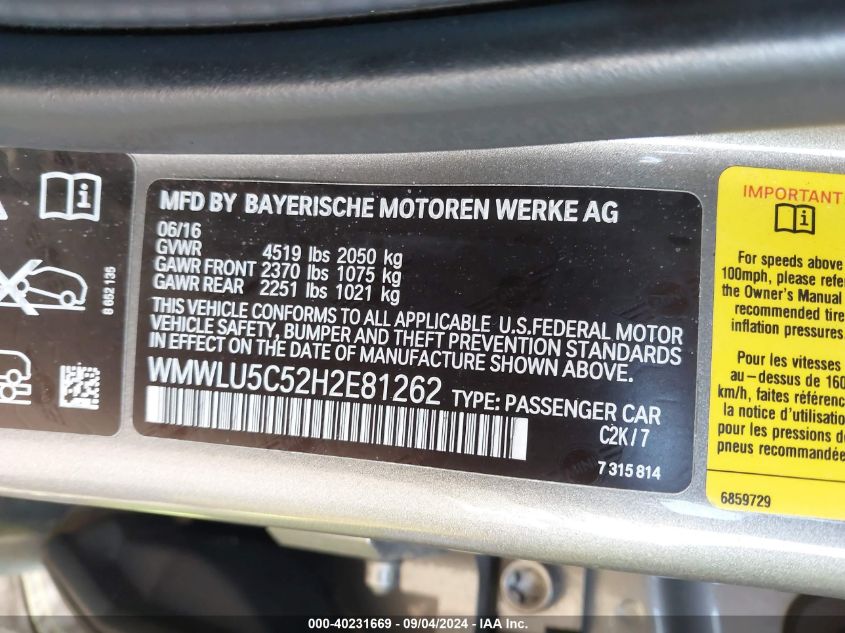 MFD BY BAYERISCHE MOTOREN WERKE AG
06/16
GVWR 4519 lbs 2050 kg
GAWR FRONT 2370 lbs 1075 kg
GAWR REAR 2251 lbs 1021 kg
THIS VEHICLE CONFORMS TO ALL APPLICABLE U.S.FEDERAL MOTOR
VEHICLE SAFETY, BUMPER AND THEFT PREVENTION STANDARDS
IN EFFECT ON THE DATE OF MANUFACTURE SHOWN ABOVE.
WMWLU5C52H2E81262 TYPE: PASSENGER CAR
C2K/7
7 315 814
8 652 135
IMPORTANT
For speeds above
100mph, please refer
the Owner's Manual
recommended tire
inflation pressures
Pour les vitesses
au-dessus de 160
km/h, faites référenc
la notice d'utilisation
pour les pressions de
pneus recommandée
6859729
000-40231669 - 09/04/2024 - IAA Inc.